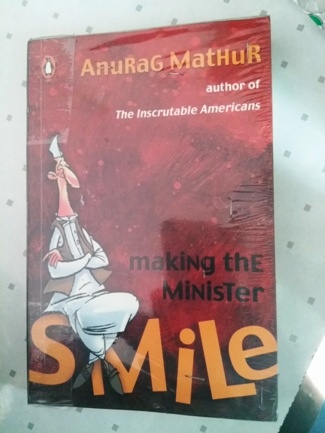 AnuRaG MatHuR
author of
The Inscrutable Americans
making thE
MiNisTer
SMiLe